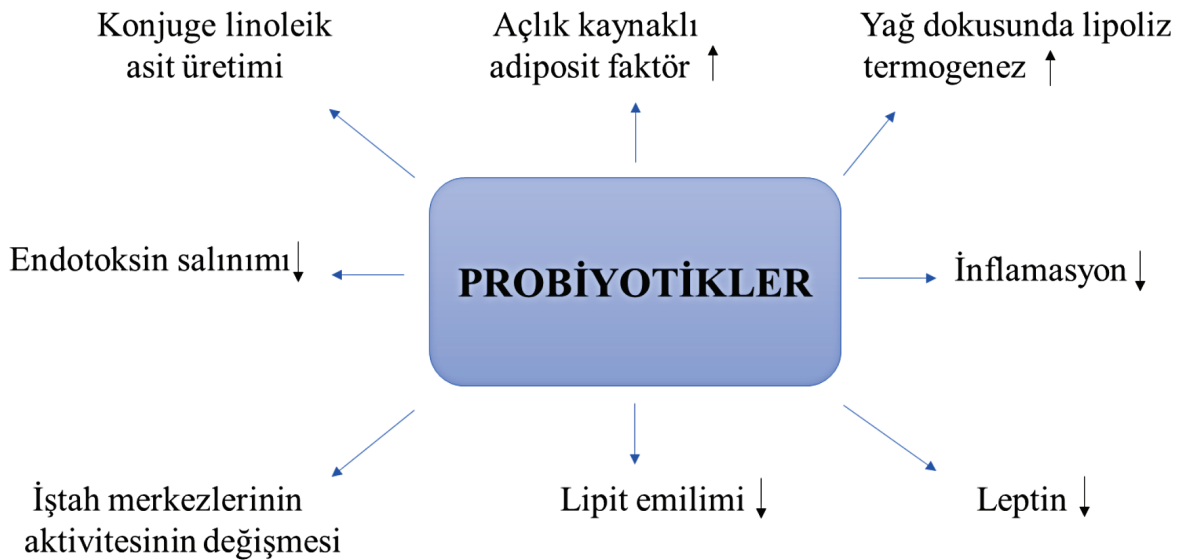 Konjuge linoleik
asit üretimi
Açlık kaynaklı
adiposit faktör ↑
Yağ dokusunda lipoliz
termogenez ↑
Endotoksin salınımı↓
PROBİYOTİKLER
İnflamasyon ↓
İştah merkezlerinin
aktivitesinin değişmesi
Lipit emilimi ↓
Leptin ↓